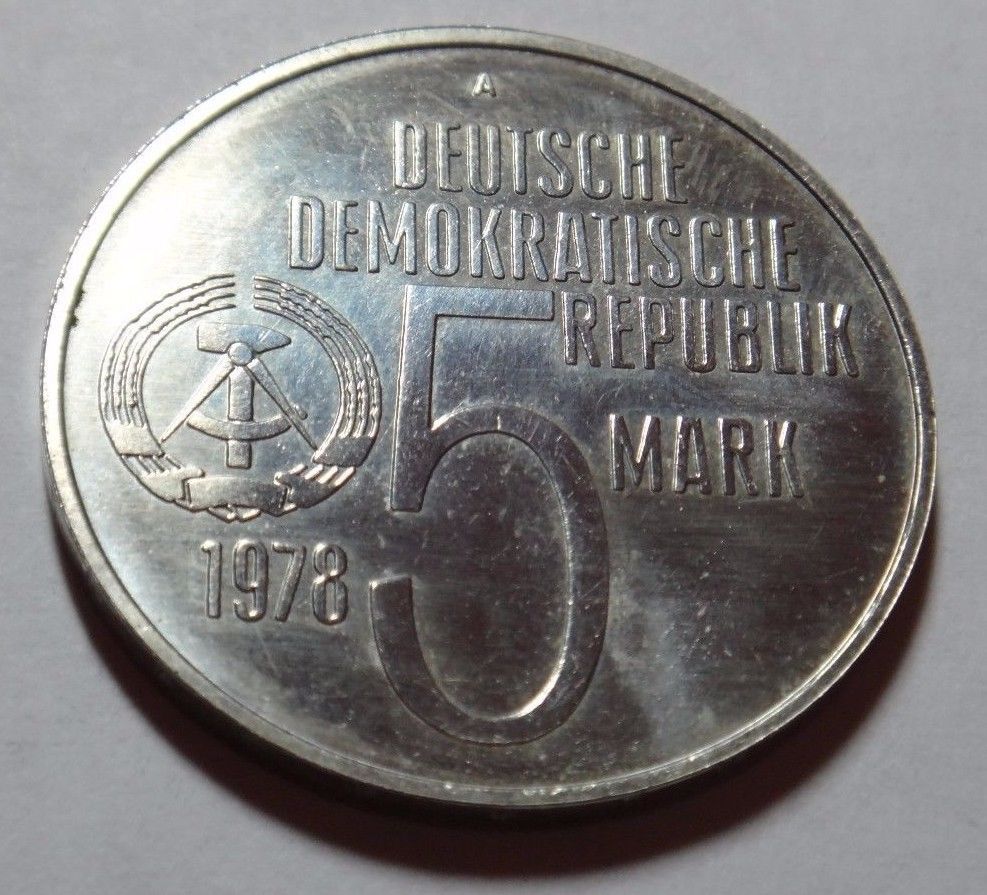 A
DEUTSCHE
DEMOKRATISCHE
REPUBLIK
5 MARK
1978